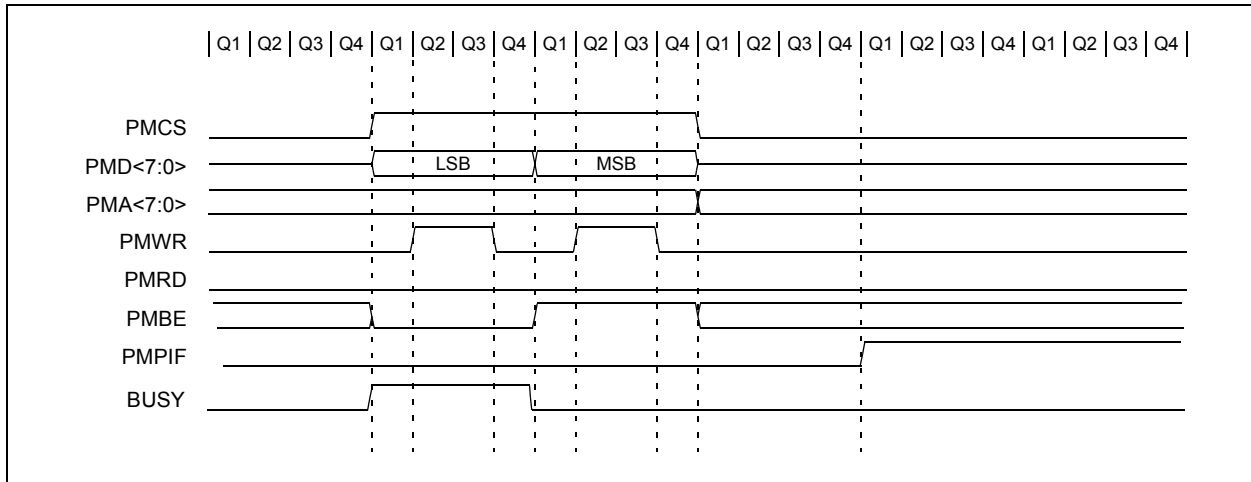 Q1 Q2 Q3 Q4 Q1 Q2 Q3 Q4 Q1 Q2 Q3 Q4 Q1 Q2 Q3 Q4 Q1 Q2 Q3 Q4 Q1 Q2 Q3 Q4
PMCS
PMD<7:0> LSB MSB
PMA<7:0>
PMWR
PMRD
PMBE
PMPIF
BUSY